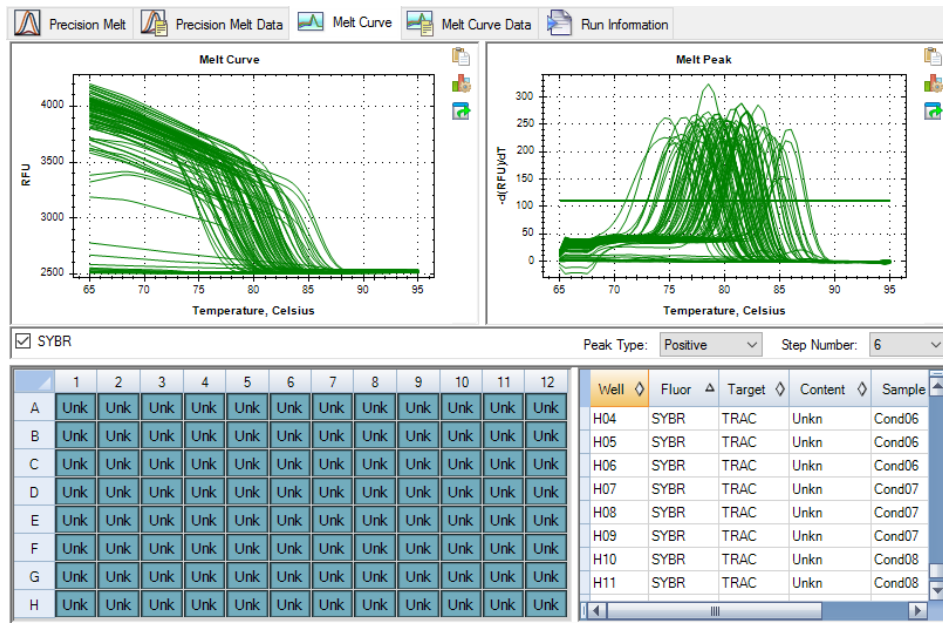 Precision Melt Precision Melt Data Melt Curve Melt Curve Data Run Information
Melt Curve
RFU
4000
3500
3000
2500
65 70 75 80 85 90 95
Temperature, Celsius
Melt Peak
-d(RFU)/dT
300
250
200
150
100
50
0
65 70 75 80 85 90 95
Temperature, Celsius
SYBR
Peak Type: Positive Step Number: 6
1 2 3 4 5 6 7 8 9 10 11 12
A Unk Unk Unk Unk Unk Unk Unk Unk Unk Unk Unk Unk
B Unk Unk Unk Unk Unk Unk Unk Unk Unk Unk Unk Unk
C Unk Unk Unk Unk Unk Unk Unk Unk Unk Unk Unk Unk
D Unk Unk Unk Unk Unk Unk Unk Unk Unk Unk Unk Unk
E Unk Unk Unk Unk Unk Unk Unk Unk Unk Unk Unk Unk
F Unk Unk Unk Unk Unk Unk Unk Unk Unk Unk Unk Unk
G Unk Unk Unk Unk Unk Unk Unk Unk Unk Unk Unk Unk
H Unk Unk Unk Unk Unk Unk Unk Unk Unk Unk Unk Unk
Well Fluor Target Content Sample
H04 SYBR TRAC Unkn Cond06
H05 SYBR TRAC Unkn Cond06
H06 SYBR TRAC Unkn Cond06
H07 SYBR TRAC Unkn Cond07
H08 SYBR TRAC Unkn Cond07
H09 SYBR TRAC Unkn Cond07
H10 SYBR TRAC Unkn Cond08
H11 SYBR TRAC Unkn Cond08